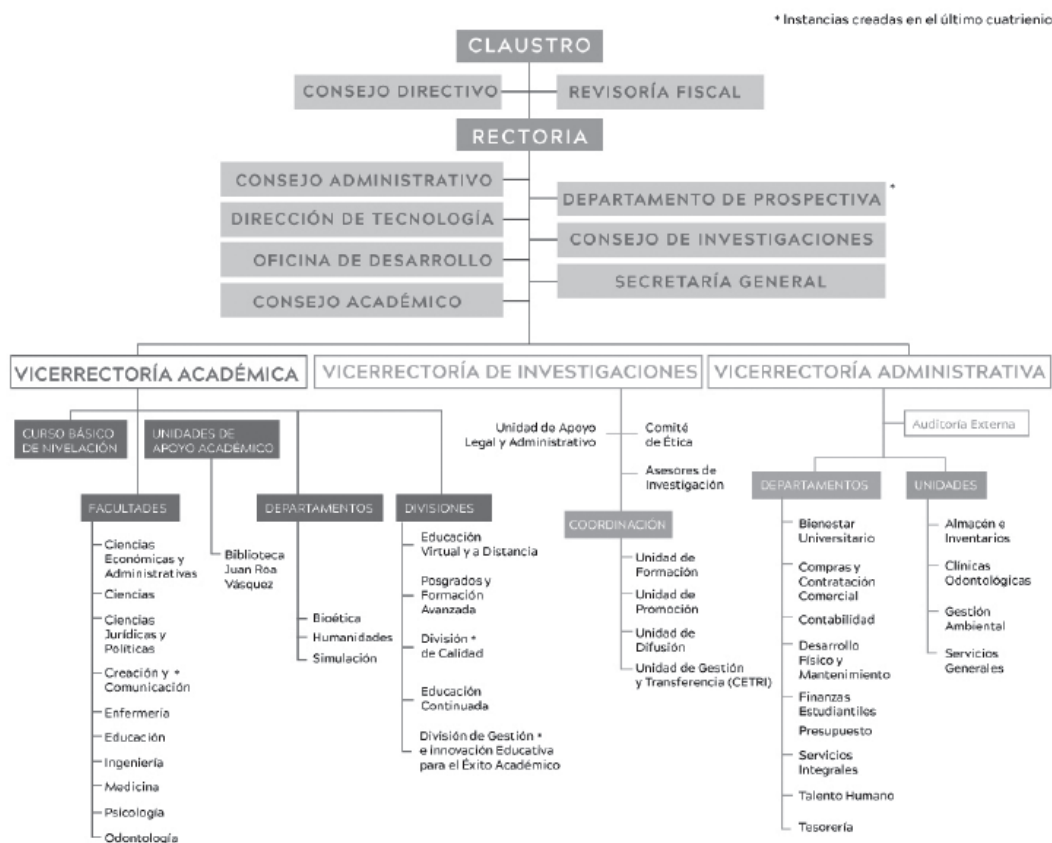 * Instancias creadas en el último cuatrienic
CLAUSTRO
CONSEJO DIRECTIVO
REVISORÍA FISCAL
RECTORIA
CONSEJO ADMINISTRATIVO
DIRECCIÓN DE TECNOLOGÍA
OFICINA DE DESARROLLO
CONSEJO ACADÉMICO
DEPARTAMENTO DE PROSPECTIVA *
CONSEJO DE INVESTIGACIONES
SECRETARÍA GENERAL
VICERRECTORÍA ACADÉMICA
CURSO BÁSICO
DE NIVELACIÓN
UNIDADES DE
APOYO ACADÉMICO
FACULTADES
Ciencias
Económicas y
Administrativas
Ciencias
Ciencias
Jurídicas y
Políticas
Creación y *
Comunicación
Enfermería
Educación
Ingeniería
Medicina
Psicología
Odontología
Biblioteca
Juan Roa
Vásquez
DEPARTAMENTOS
Bioética
Humanidades
Simulación
DIVISIONES
Educación
Virtual y a Distancia
Posgrados y
Formación
Avanzada
División *
de Calidad
Educación
Continuada
División de Gestión *
e innovación Educativa
para el Éxito Académico
VICERRECTORÍA DE INVESTIGACIONES
Unidad de Apoyo
Legal y Administrativo
Comité
de Ética
Asesores de
Investigación
COORDINACIÓN
Unidad de
Formación
Unidad de
Promoción
Unidad de
Difusión
Unidad de Gestión
y Transferencia (CETRI)
VICERRECTORÍA ADMINISTRATIVA
Auditoría Externa
DEPARTAMENTOS
Bienestar
Universitario
Compras y
Contratación
Comercial
Contabilidad
Desarrollo
Físico y
Mantenimiento
Finanzas
Estudiantiles
Presupuesto
Servicios
Integrales
Talento Humano
Tesorería
UNIDADES
Almacén e
Inventarios
Clínicas
Odontológicas
Gestión
Ambiental
Servicios
Generales